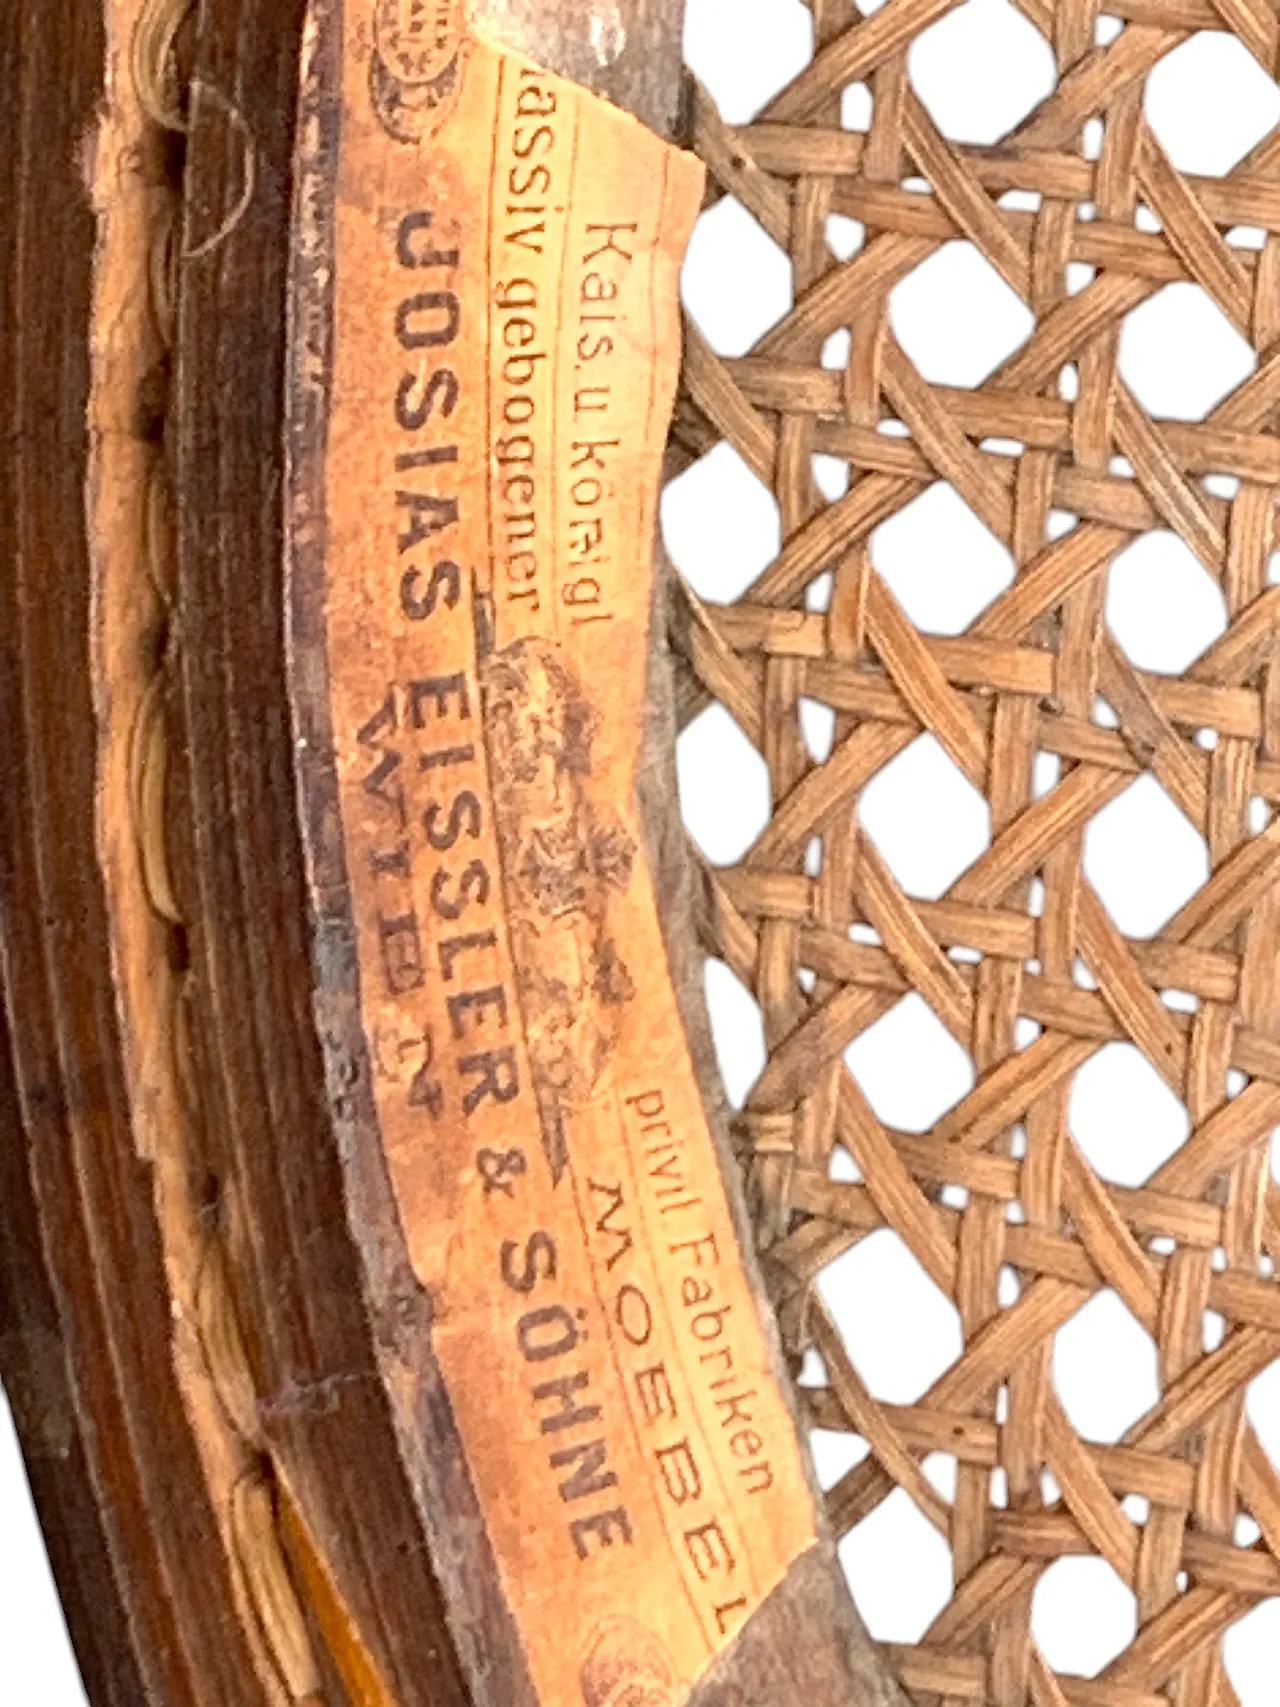 Kais. u. königl privil. Fabriken
massiv gebogener MOEBEL
JOSIAS EISSLER & SÖHNE
WIEN